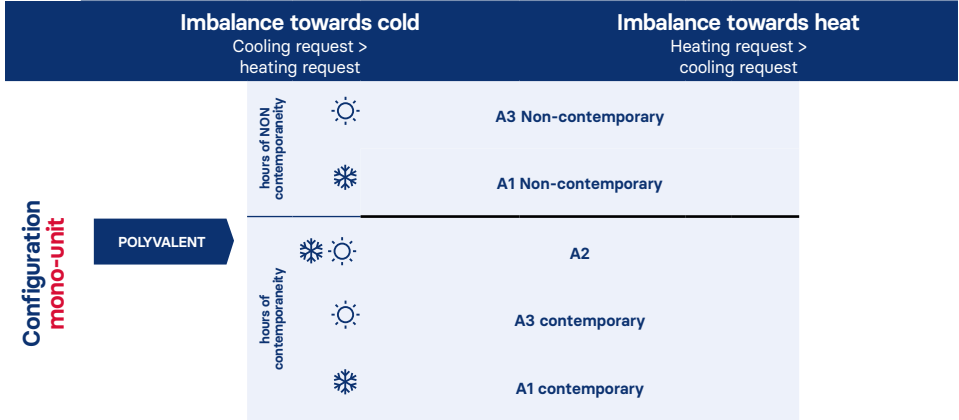 Imbalance towards cold
Cooling request >
heating request
Imbalance towards heat
Heating request >
cooling request
Configuration
mono-unit
POLYVALENT
hours of NON
contemporaneity
A3 Non-contemporary
A1 Non-contemporary
hours of
contemporaneity
A2
A3 contemporary
A1 contemporary